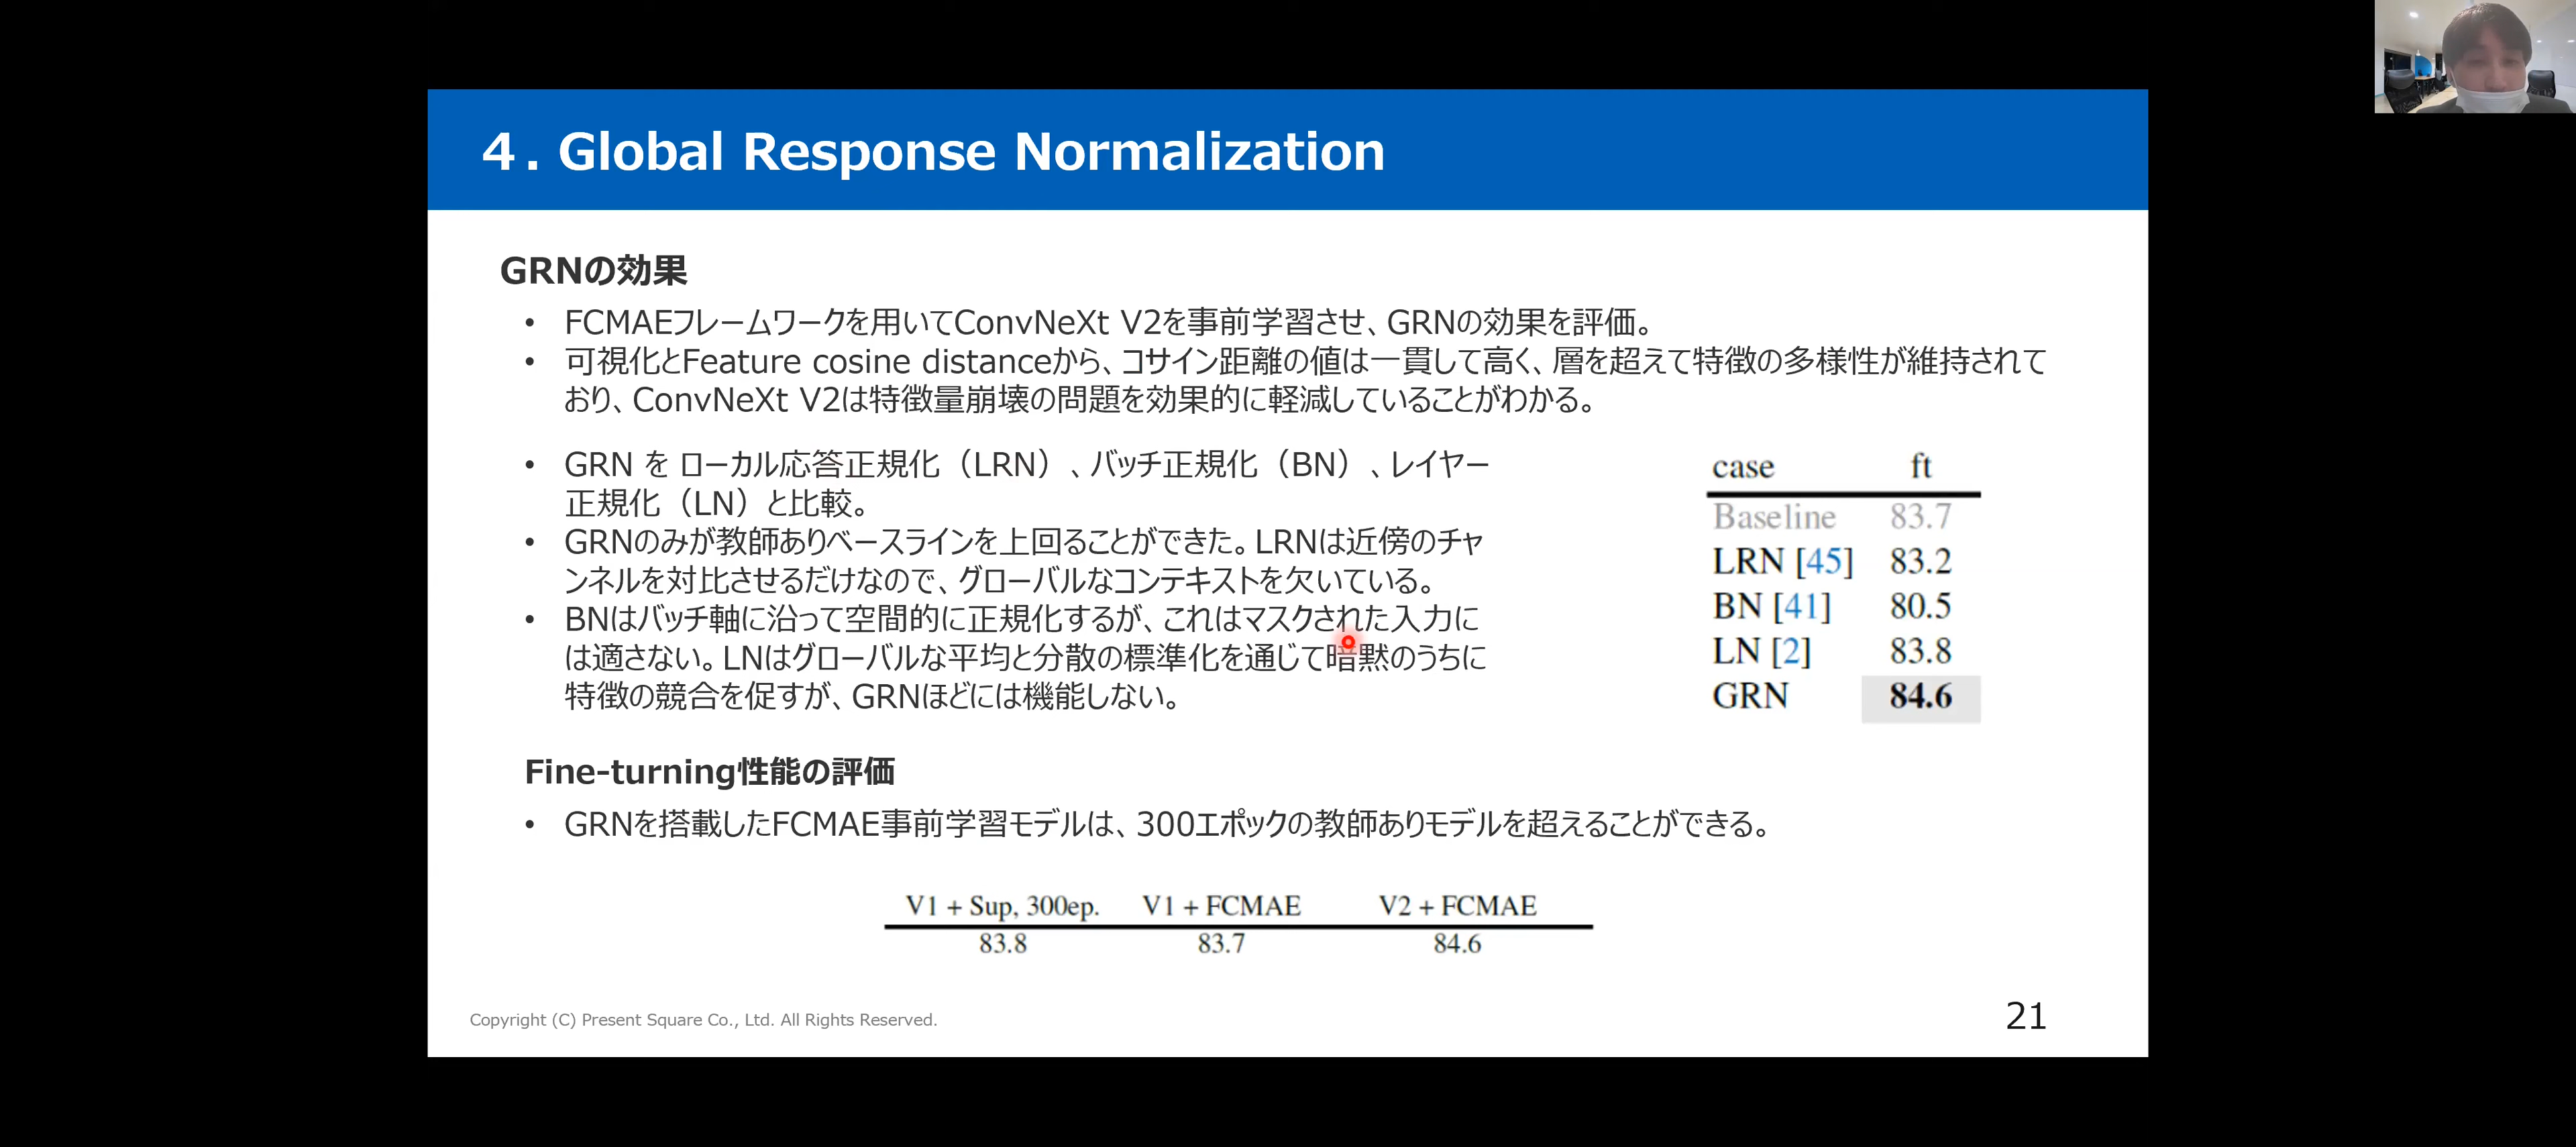 ４．Global Response Normalization
GRNの効果
• FCMAEフレームワークを用いてConvNeXt V2を事前学習させ、GRNの効果を評価。
• 可視化とFeature cosine distanceから、コサイン距離の値は一貫して高く、層を超えて特徴の多様性が維持されて
おり、ConvNeXt V2は特徴量崩壊の問題を効果的に軽減していることがわかる。
• GRN を ローカル応答正規化（LRN）、バッチ正規化（BN）、レイヤー
正規化（LN）と比較。
• GRNのみが教師ありベースラインを上回ることができた。LRNは近傍のチャ
ンネルを対比させるだけなので、グローバルなコンテキストを欠いている。
• BNはバッチ軸に沿って空間的に正規化するが、これはマスクされた入力に
は適さない。LNはグローバルな平均と分散の標準化を通じて暗黙のうちに
特徴の競合を促すが、GRNほどには機能しない。
case ft
Baseline 83.7
LRN [45] 83.2
BN [41] 80.5
LN [2] 83.8
GRN 84.6
Fine-turning性能の評価
• GRNを搭載したFCMAE事前学習モデルは、300エポックの教師ありモデルを超えることができる。
V1 + Sup, 300ep. V1 + FCMAE V2 + FCMAE
83.8 83.7 84.6
Copyright (C) Present Square Co., Ltd. All Rights Reserved.
21